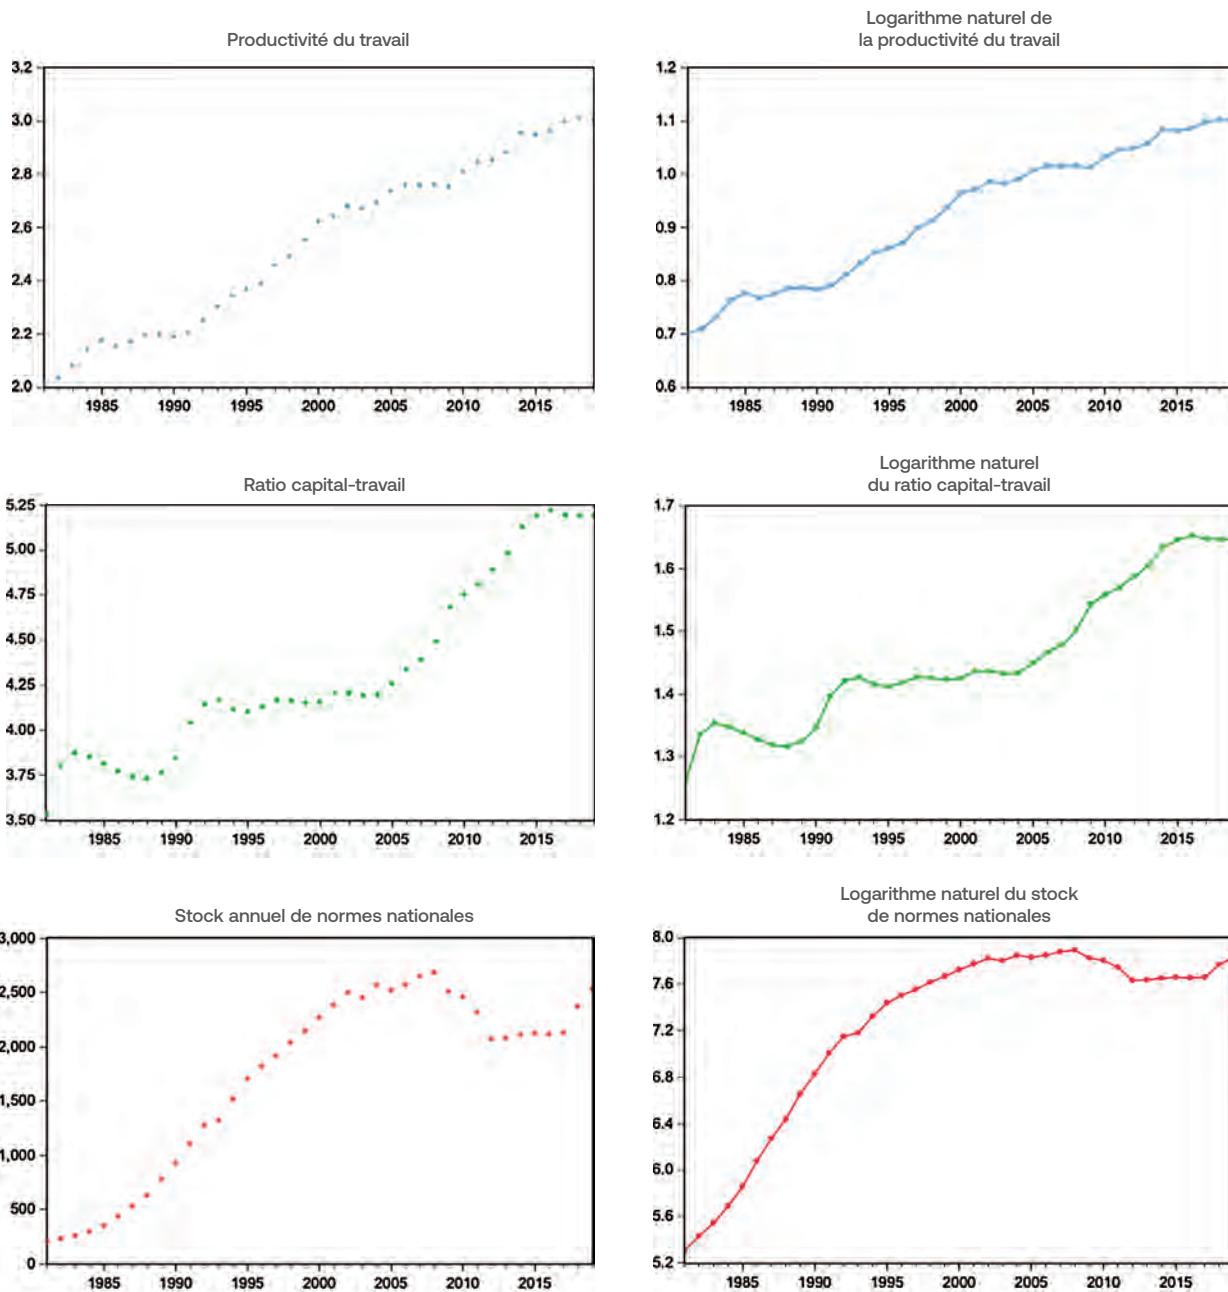 Productivité du travail
3.2
3.0
2.8
2.6
2.4
2.2
2.0
1985 1990 1995 2000 2005 2010 2015
Logarithme naturel de
la productivité du travail
1.2
1.1
1.0
0.9
0.8
0.7
0.6
1985 1990 1995 2000 2005 2010 2015
Ratio capital-travail
5.25
5.00
4.75
4.50
4.25
4.00
3.75
3.50
1985 1990 1995 2000 2005 2010 2015
Logarithme naturel
du ratio capital-travail
1.7
1.6
1.5
1.4
1.3
1.2
1985 1990 1995 2000 2005 2010 2015
Stock annuel de normes nationales
3,000
2,500
2,000
1,500
1,000
500
0
1985 1990 1995 2000 2005 2010 2015
Logarithme naturel du stock
de normes nationales
8.0
7.6
7.2
6.8
6.4
6.0
5.6
5.2
1985 1990 1995 2000 2005 2010 2015